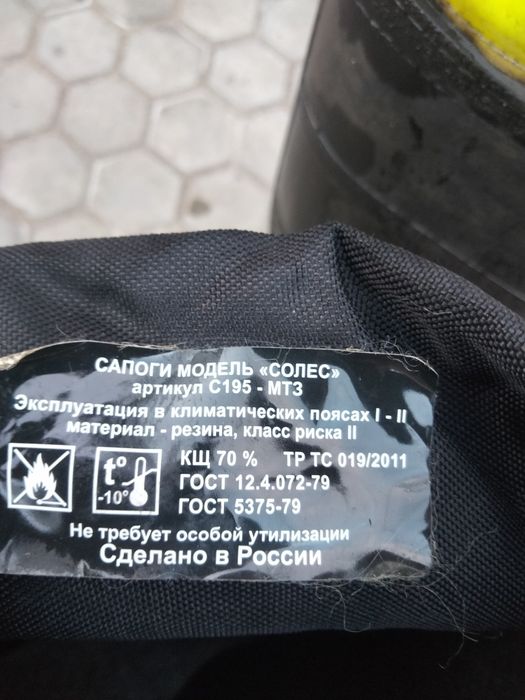 САПОГИ МОДЕЛЬ «СОЛЕС»
артикул С195 - МТЗ
Эксплуатация в климатических поясах I - II
материал - резина, класс риска II
КЩ 70 % ТР ТС 019/2011
t° -10°
ГОСТ 12.4.072-79
ГОСТ 5375-79
Не требует особой утилизации
Сделано в России